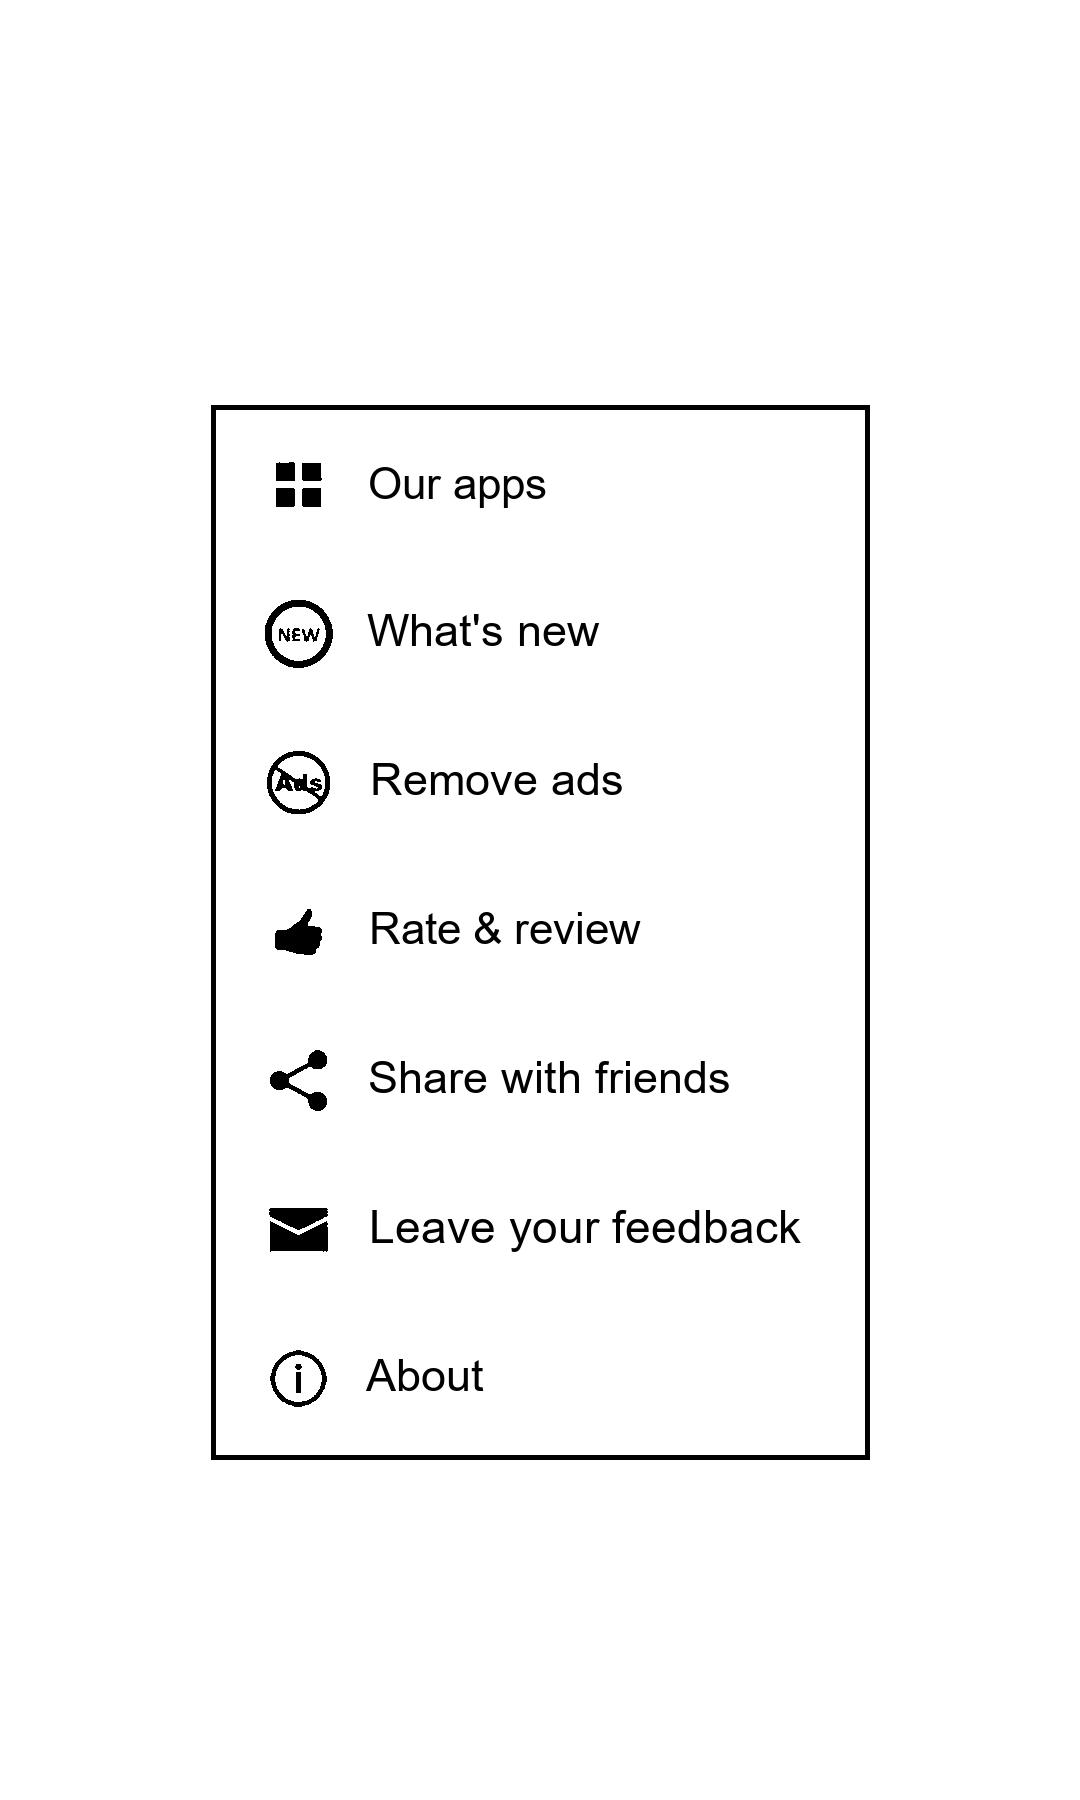 Our apps
NEW
What's new
Ads
Remove ads
Rate & review
Share with friends
Leave your feedback
i
About